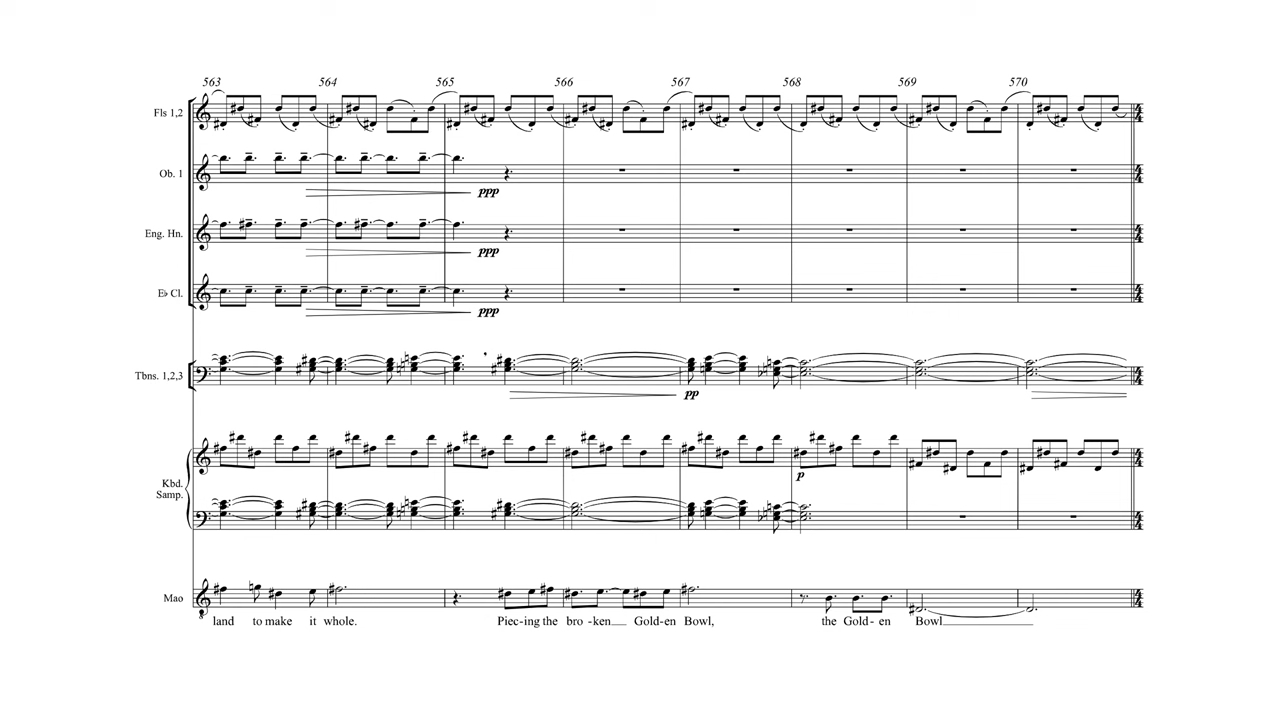 563 564 565 566 567 568 569 570
Fls 1,2
Ob. 1
ppp
Eng. Hn.
ppp
E♭ Cl.
ppp
Tbns. 1,2,3
pp
p
Kbd.
Samp.
Mao
8
land to make it whole. Piec-ing the bro-ken Gold-en Bowl, the Gold-en Bowl